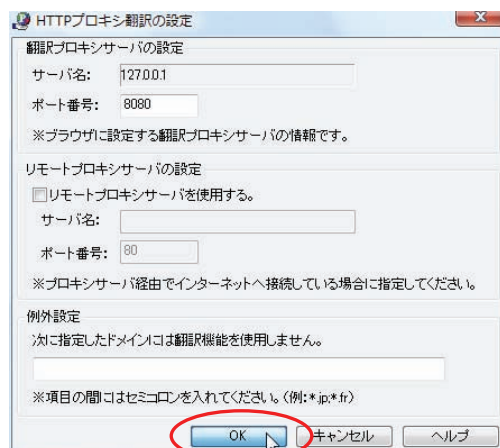 HTTPプロキシ翻訳の設定
翻訳プロキシサーバの設定
サーバ名: 127.0.0.1
ポート番号: 8080
※ブラウザに設定する翻訳プロキシサーバの情報です。
リモートプロキシサーバの設定
リモートプロキシサーバを使用する。
サーバ名:
ポート番号: 80
※プロキシサーバ経由でインターネットへ接続している場合に指定してください。
例外設定
次に指定したドメインには翻訳機能を使用しません。
※項目の間にはセミコロンを入れてください。(例:*.jp;*.fr)
OK キャンセル ヘルプ